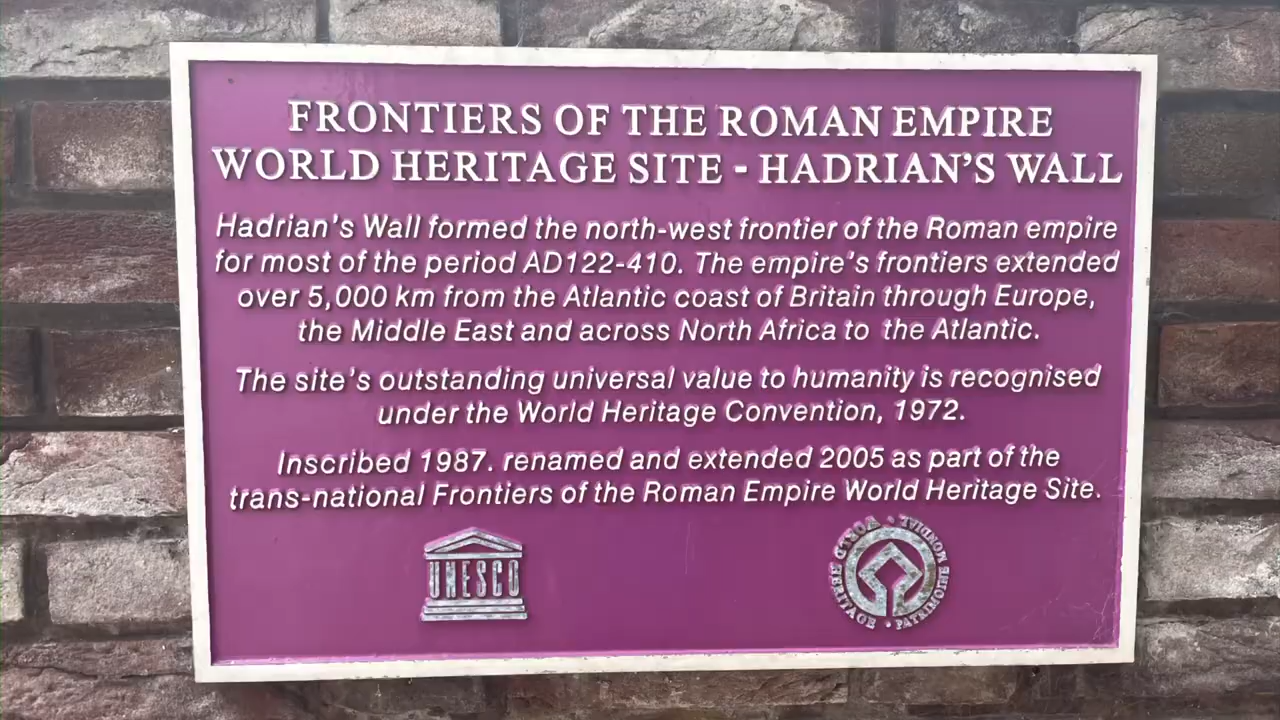 FRONTIERS OF THE ROMAN EMPIRE
WORLD HERITAGE SITE - HADRIAN'S WALL
Hadrian's Wall formed the north-west frontier of the Roman empire
for most of the period AD122-410. The empire's frontiers extended
over 5,000 km from the Atlantic coast of Britain through Europe,
the Middle East and across North Africa to the Atlantic.
The site's outstanding universal value to humanity is recognised
under the World Heritage Convention, 1972.
Inscribed 1987. renamed and extended 2005 as part of the
trans-national Frontiers of the Roman Empire World Heritage Site.
UNESCO
WORLD HERITAGE • PATRIMOINE MONDIAL •